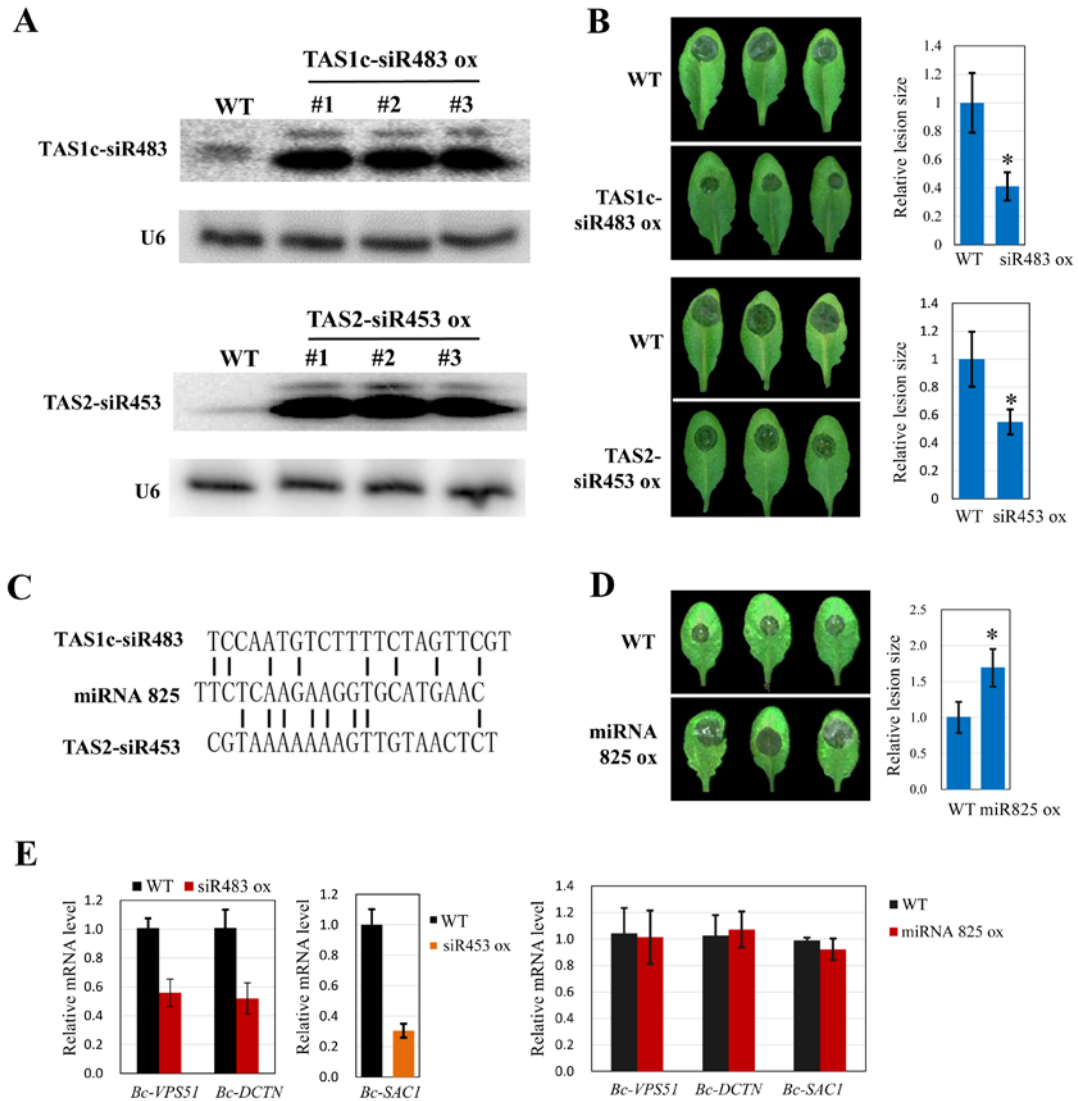 A
TAS1c-siR483 ox
WT
#1
#2
#3
TAS1c-siR483
U6
TAS2-siR453 ox
WT
#1
#2
#3
TAS2-siR453
U6
B
WT
TAS1c-
siR483 ox
Relative lesion size
1.4
1.2
1
0.8
0.6
0.4
0.2
0
*
WT
siR483 ox
WT
TAS2-
siR453 ox
Relative lesion size
1.4
1.2
1
0.8
0.6
0.4
0.2
0
*
WT
siR453 ox
C
TAS1c-siR483 TCCAATGTCTTTTCTAGTTCGT
miRNA 825 TTCTCAAGAAGGTGCATGAAC
TAS2-siR453 CGTAAAAAAAGTTGTAACTCT
D
WT
miRNA
825 ox
Relative lesion size
2.5
2.0
1.5
1.0
0.5
0.0
*
WT miR825 ox
E
WT
siR483 ox
Relative mRNA level
1.2
1.0
0.8
0.6
0.4
0.2
0.0
Bc-VPS51
Bc-DCTN
Relative mRNA level
1.2
1.0
0.8
0.6
0.4
0.2
0.0
Bc-SAC1
WT
siR453 ox
Relative mRNA level
1.4
1.2
1.0
0.8
0.6
0.4
0.2
0.0
Bc-VPS51
Bc-DCTN
Bc-SAC1
WT
miRNA 825 ox